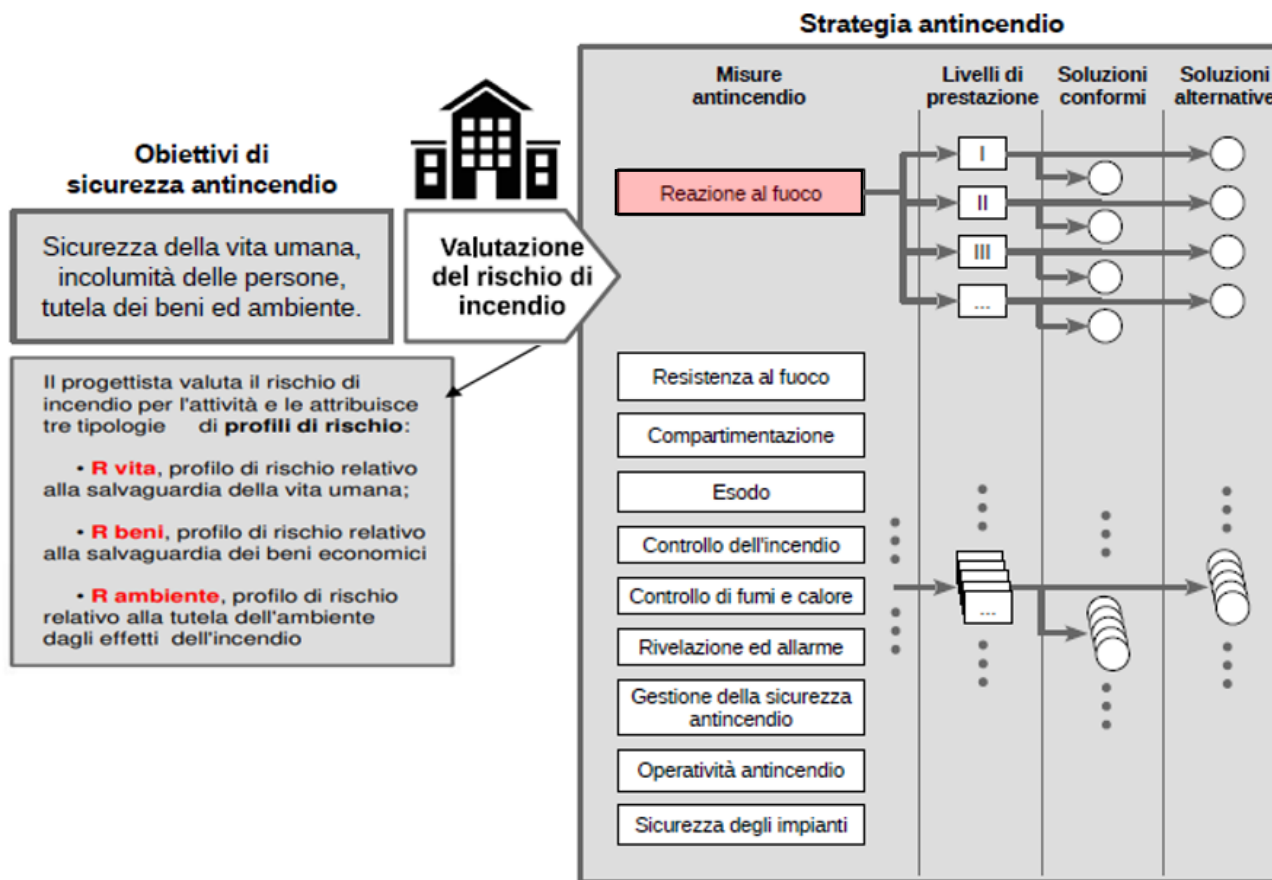 Strategia antincendio
Obiettivi di
sicurezza antincendio
Sicurezza della vita umana,
incolumità delle persone,
tutela dei beni ed ambiente.
Valutazione
del rischio di
incendio
Il progettista valuta il rischio di
incendio per l'attività e le attribuisce
tre tipologie di profili di rischio:
• R vita, profilo di rischio relativo
alla salvaguardia della vita umana;
• R beni, profilo di rischio relativo
alla salvaguardia dei beni economici
• R ambiente, profilo di rischio
relativo alla tutela dell'ambiente
dagli effetti dell'incendio
Misure
antincendio
Livelli di
prestazione
Soluzioni
conformi
Soluzioni
alternative
Reazione al fuoco
I
II
III
...
Resistenza al fuoco
Compartimentazione
Esodo
Controllo dell'incendio
Controllo di fumi e calore
...
Rivelazione ed allarme
Gestione della sicurezza
antincendio
Operatività antincendio
Sicurezza degli impianti